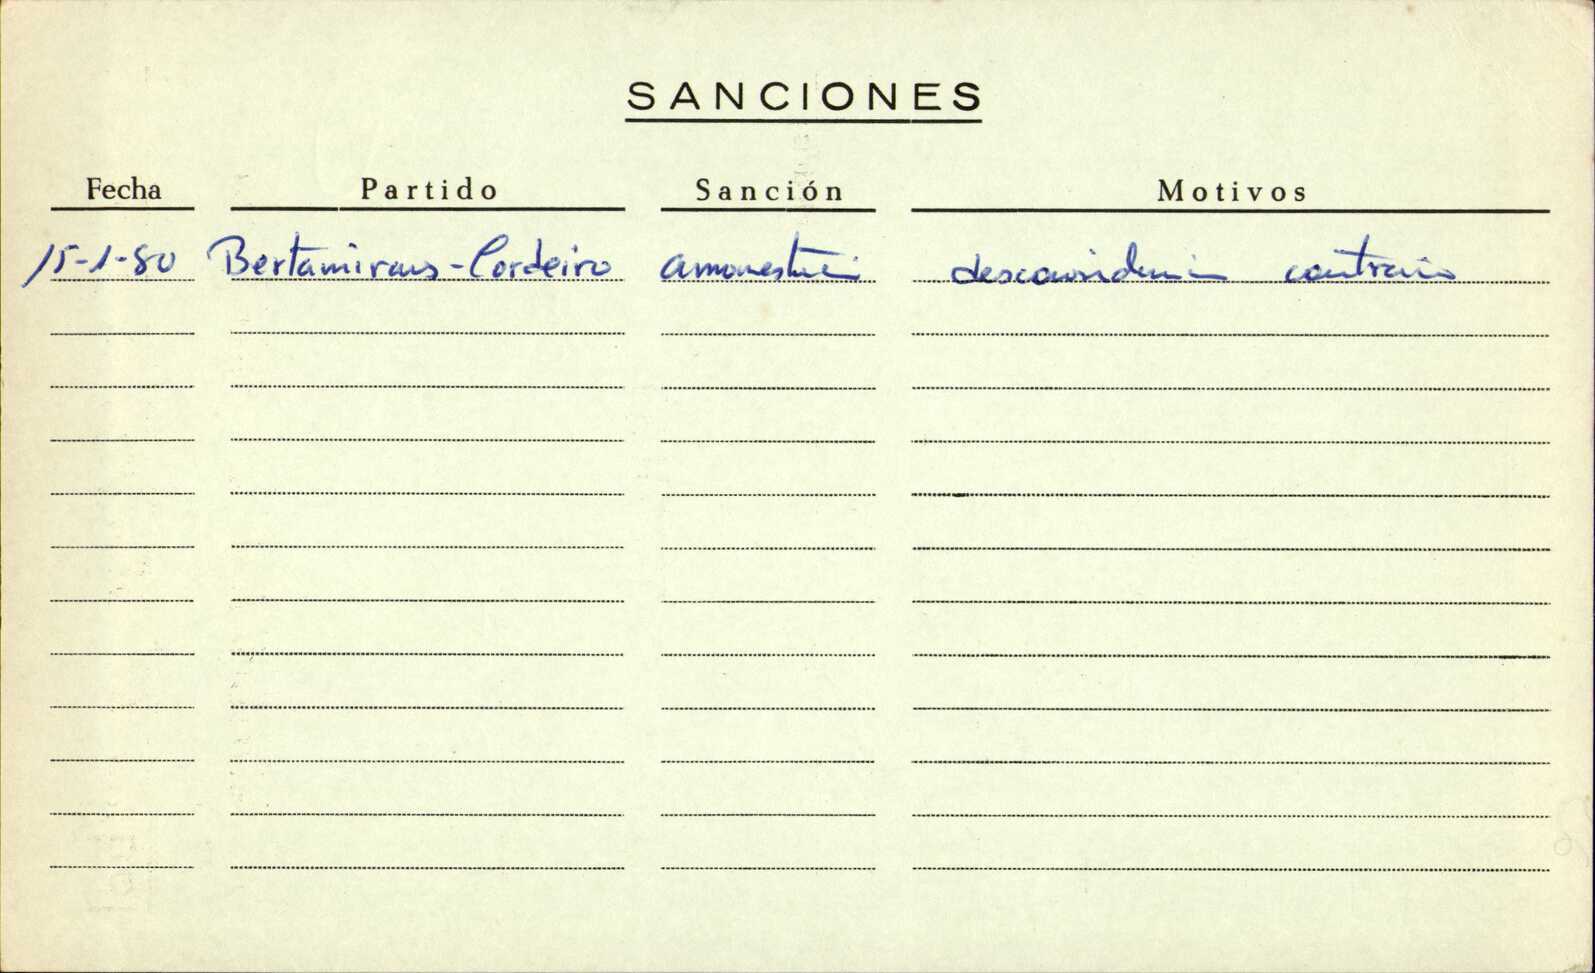 SANCIONES
Fecha Partido Sanción Motivos
15-1-80 Bertamirans-Cordeiro amonestación desconsideración contrario